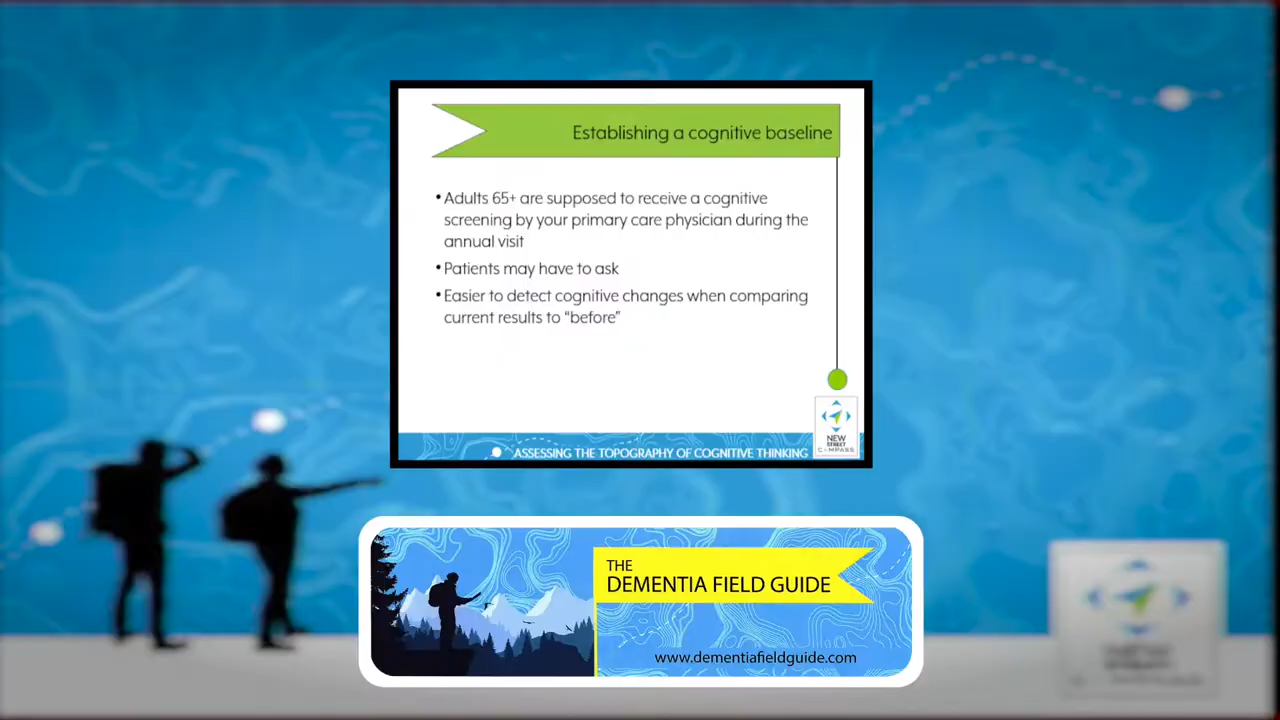 Establishing a cognitive baseline
•Adults 65+ are supposed to receive a cognitive
screening by your primary care physician during the
annual visit
•Patients may have to ask
•Easier to detect cognitive changes when comparing
current results to “before”
NEW
STREET
COMPASS
ASSESSING THE TOPOGRAPHY OF COGNITIVE THINKING
THE
DEMENTIA FIELD GUIDE
www.dementiafieldguide.com